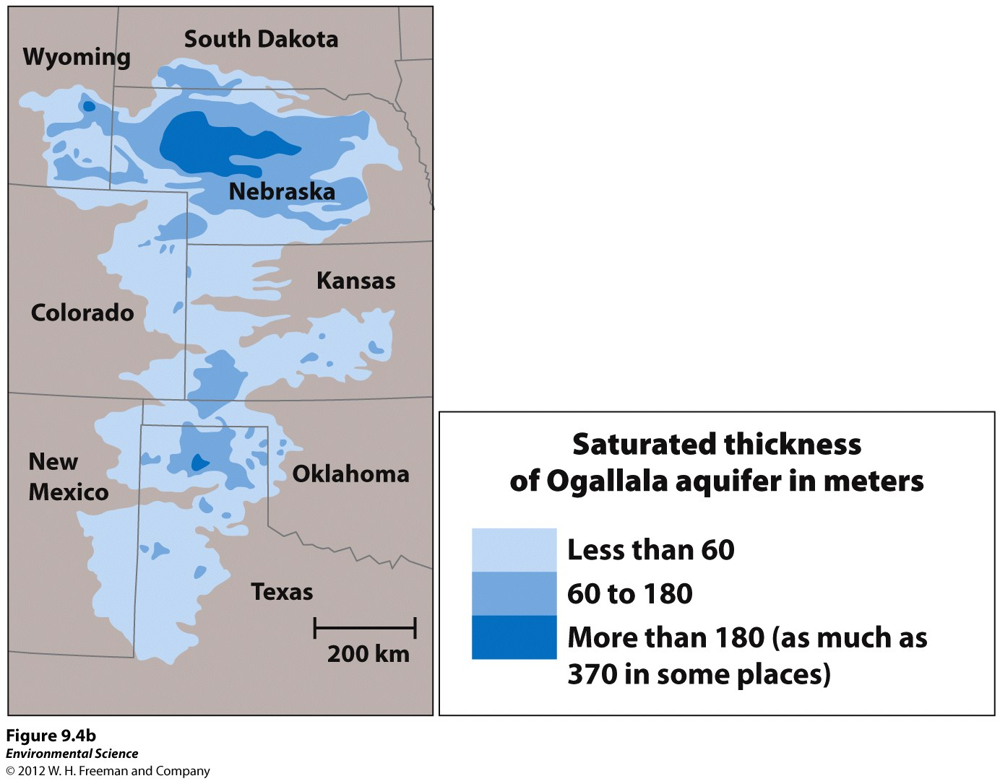 South Dakota
Wyoming
Nebraska
Kansas
Colorado
New
Mexico
Oklahoma
Texas
200 km
Saturated thickness
of Ogallala aquifer in meters
Less than 60
60 to 180
More than 180 (as much as
370 in some places)
Figure 9.4b
Environmental Science
© 2012 W. H. Freeman and Company